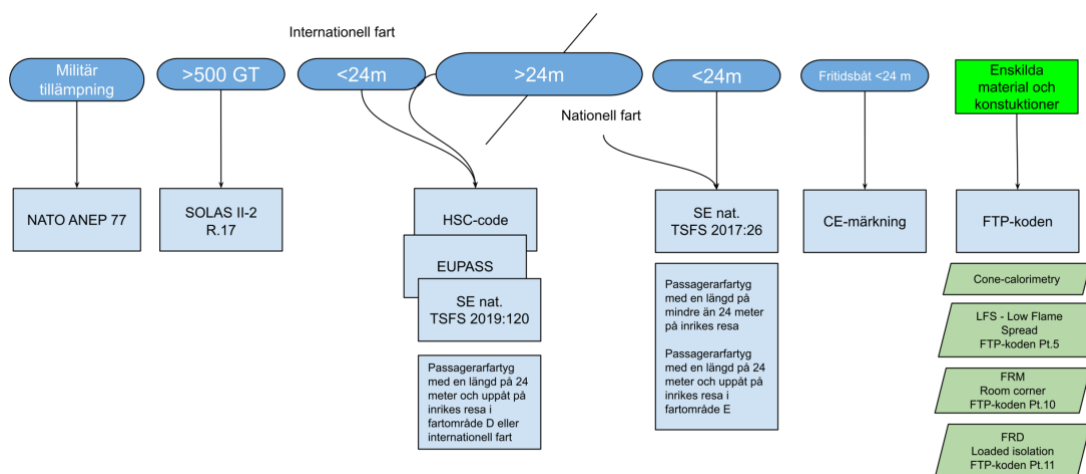 Internationell fart
Militär
tillämpning
>500 GT
<24m
>24m
<24m
Fritidsbåt <24 m
Enskilda
material och
konstuktioner
Nationell fart
NATO ANEP 77
SOLAS II-2
R.17
HSC-code
EUPASS
SE nat.
TSFS 2019:120
Passagerarfartyg
med en längd på 24
meter och uppåt på
inrikes resa i
fartområde D eller
internationell fart
SE nat.
TSFS 2017:26
Passagerarfartyg
med en längd på
mindre än 24 meter
på inrikes resa
Passagerarfartyg
med en längd på 24
meter och uppåt på
inrikes resa i
fartområde E
CE-märkning
FTP-koden
Cone-calorimetry
LFS - Low Flame
Spread
FTP-koden Pt.5
FRM
Room corner
FTP-koden Pt.10
FRD
Loaded isolation
FTP-koden Pt.11